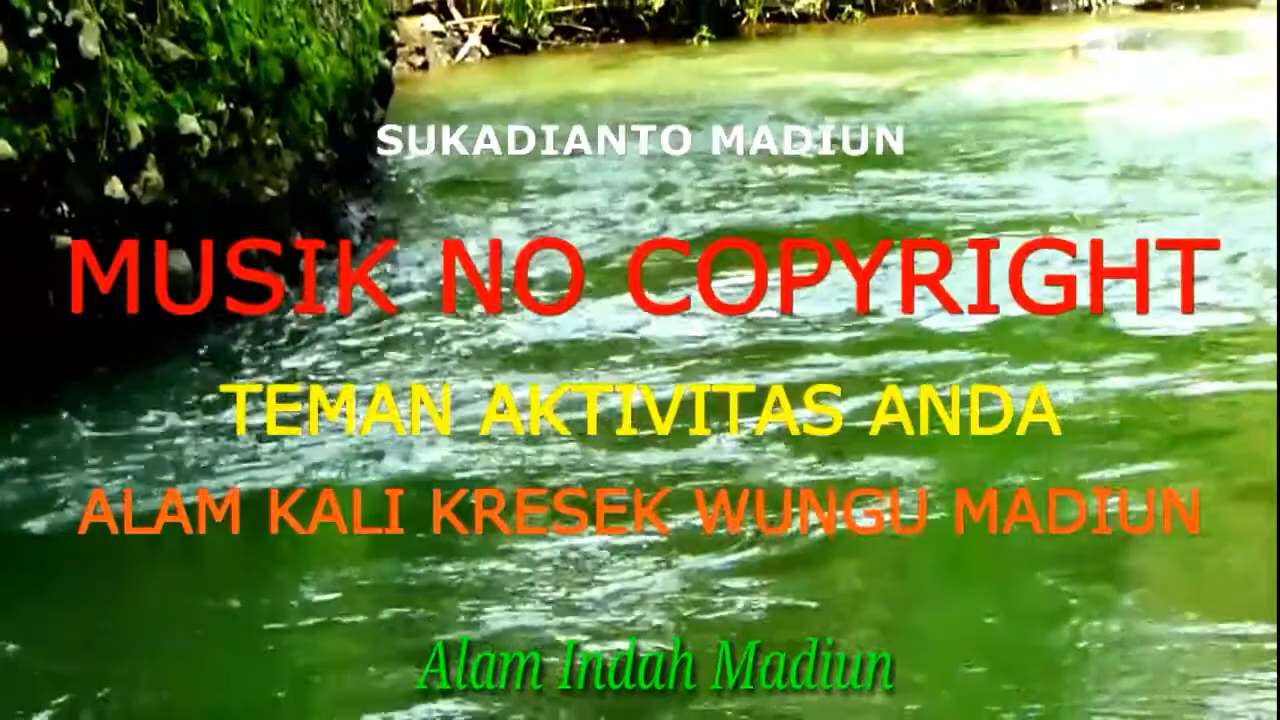 SUKADIANTO MADIUN
MUSIK NO COPYRIGHT
TEMAN AKTIVITAS ANDA
ALAM KALI KRESEK WUNGU MADIUN
Alam Indah Madiun